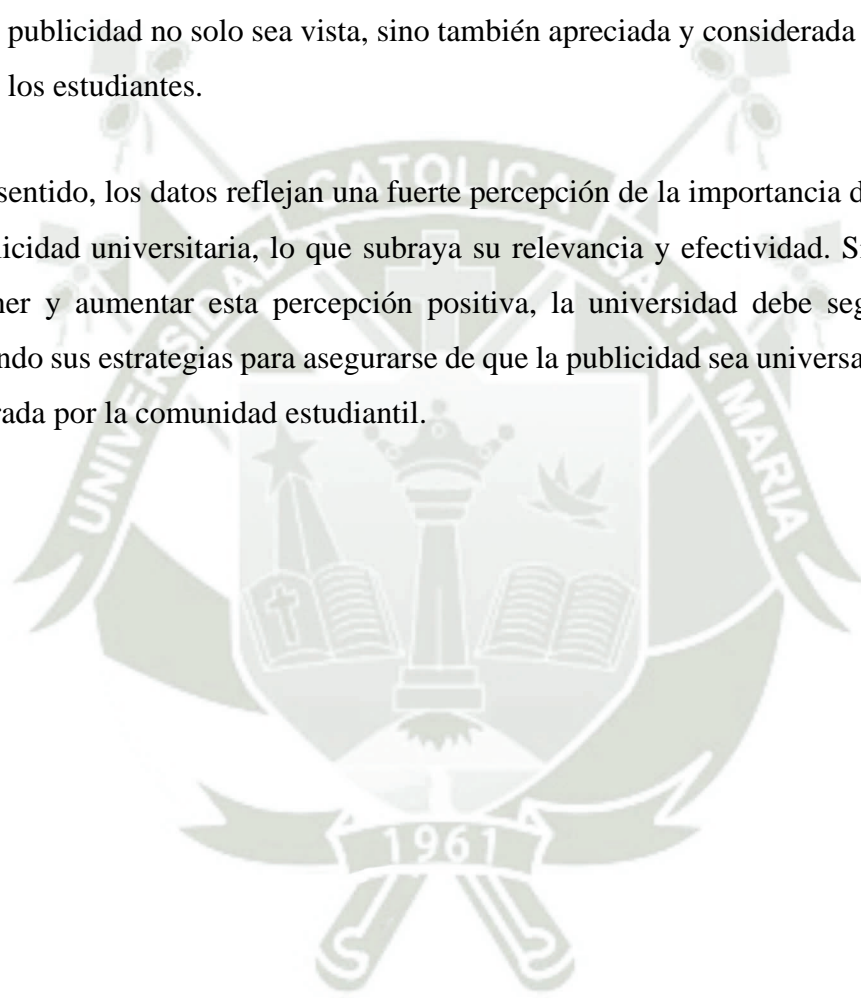 publicidad no solo sea vista, sino también apreciada y considerada
los estudiantes.
sentido, los datos reflejan una fuerte percepción de la importancia d
licidad universitaria, lo que subraya su relevancia y efectividad. S
ner y aumentar esta percepción positiva, la universidad debe seg
ndo sus estrategias para asegurarse de que la publicidad sea universa
rada por la comunidad estudiantil.
UNIVERSIDAD CATOLICA SANTA MARIA
1961